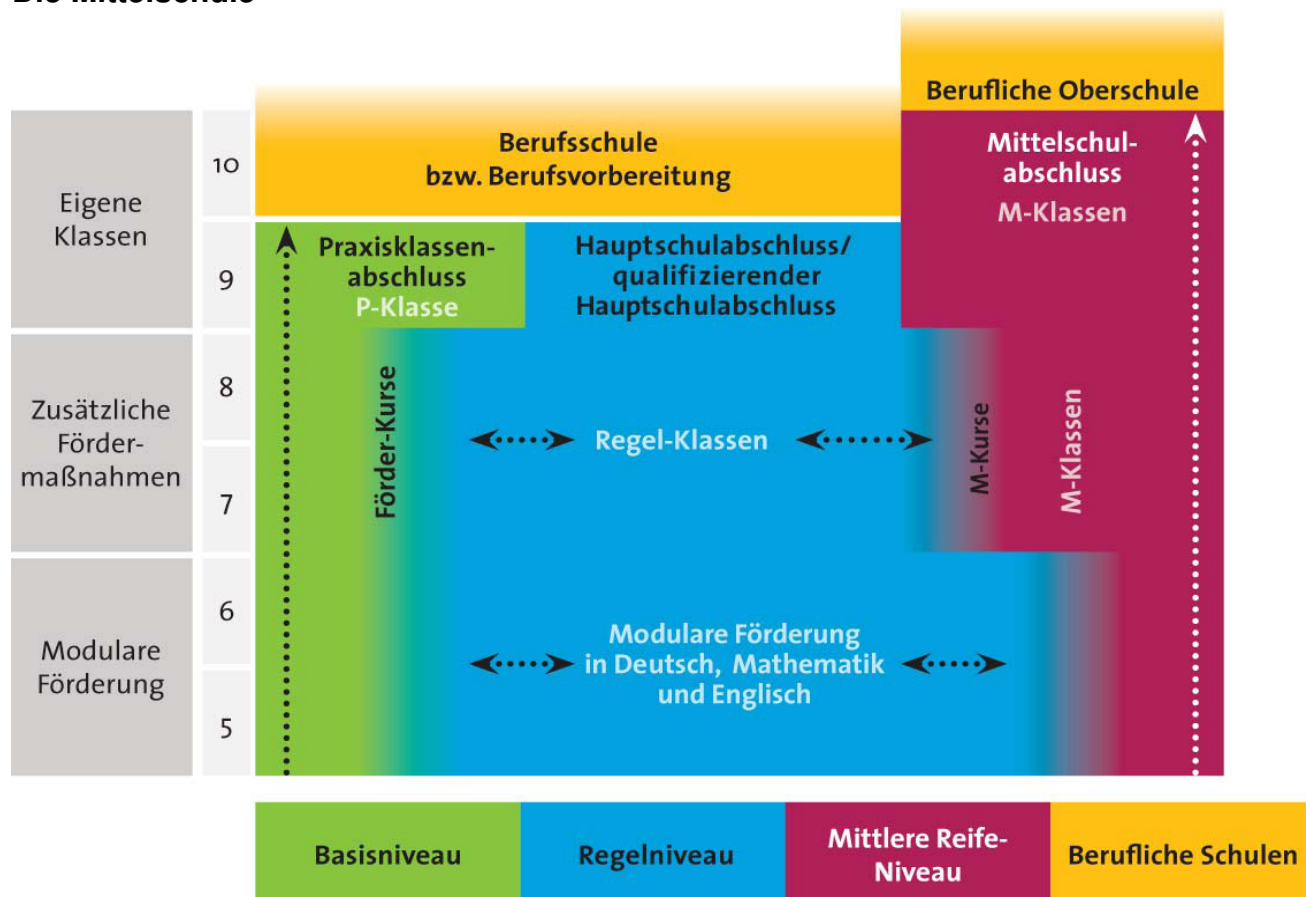 Die Mittelschule
Berufliche Oberschule
Berufsschule
bzw. Berufsvorbereitung
Mittelschul-
abschluss
M-Klassen
Eigene
Klassen
10
9
Praxisklassen-
abschluss
P-Klasse
Hauptschulabschluss/
qualifizierender
Hauptschulabschluss
Zusätzliche
Förder-
maßnahmen
8
7
Förder-Kurse
Regel-Klassen
M-Kurse
M-Klassen
Modulare
Förderung
6
5
Modulare Förderung
in Deutsch, Mathematik
und Englisch
Basisniveau
Regelniveau
Mittlere Reife-
Niveau
Berufliche Schulen